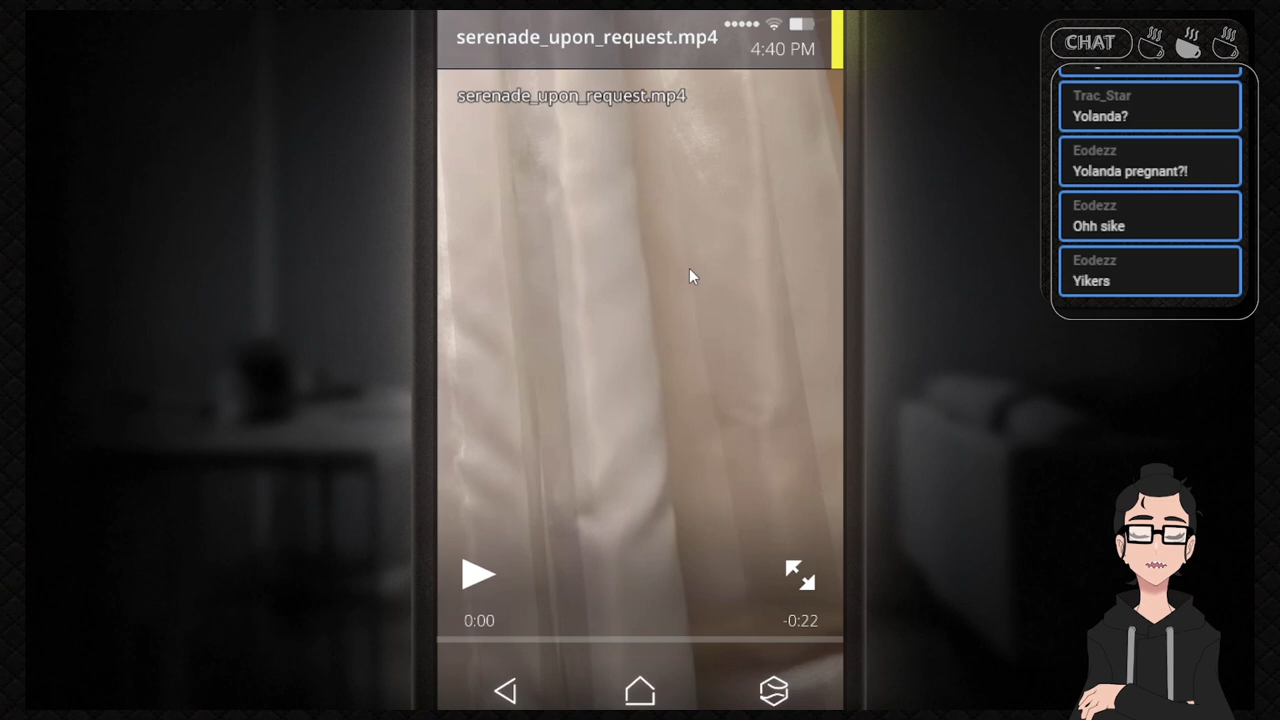 serenade_upon_request.mp4
4:40 PM
serenade_upon_request.mp4
0:00
-0:22
CHAT
Trac_Star
Yolanda?
Eodezz
Yolanda pregnant?!
Eodezz
Ohh sike
Eodezz
Yikers